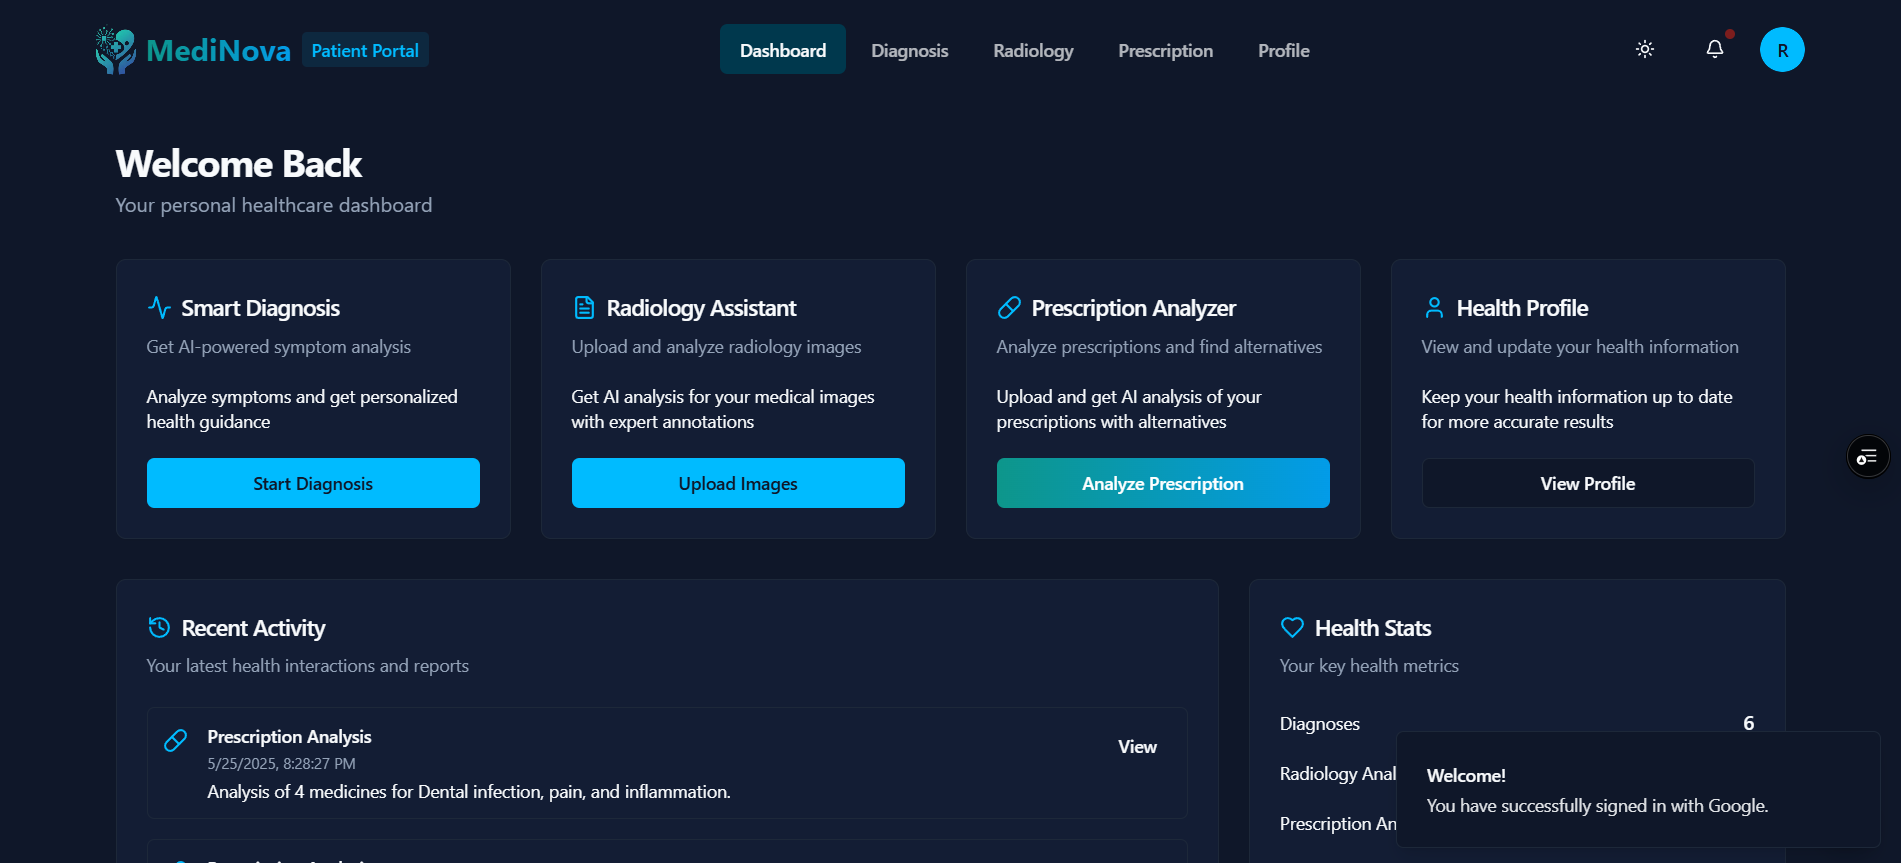 MediNova Patient Portal
Dashboard Diagnosis Radiology Prescription Profile
R
Welcome Back
Your personal healthcare dashboard
Smart Diagnosis
Get AI-powered symptom analysis
Analyze symptoms and get personalized
health guidance
Start Diagnosis
Radiology Assistant
Upload and analyze radiology images
Get AI analysis for your medical images
with expert annotations
Upload Images
Prescription Analyzer
Analyze prescriptions and find alternatives
Upload and get AI analysis of your
prescriptions with alternatives
Analyze Prescription
Health Profile
View and update your health information
Keep your health information up to date
for more accurate results
View Profile
Recent Activity
Your latest health interactions and reports
Prescription Analysis
5/25/2025, 8:28:27 PM
Analysis of 4 medicines for Dental infection, pain, and inflammation.
View
Health Stats
Your key health metrics
Diagnoses 6
Radiology Anal
Prescription An
Welcome!
You have successfully signed in with Google.